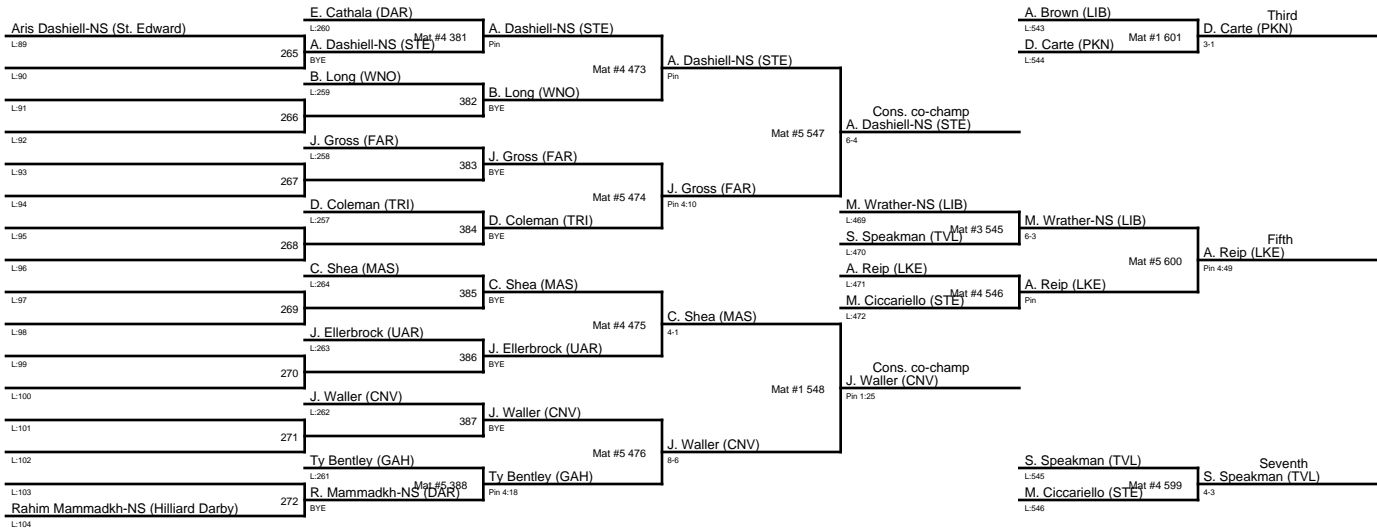 Aris Dashiell-NS (St. Edward)
L:89
265
L:90
L:91
266
L:92
L:93
267
L:94
L:95
268
L:96
L:97
269
L:98
L:99
270
L:100
L:101
271
L:102
L:103
272
Rahim Mammadkh-NS (Hilliard Darby)
L:104
E. Cathala (DAR)
L:260
Mat #4 381
A. Dashiell-NS (STE)
BYE
B. Long (WNO)
L:259
382
J. Gross (FAR)
L:258
383
D. Coleman (TRI)
L:257
384
C. Shea (MAS)
L:264
385
J. Ellerbrock (UAR)
L:263
386
J. Waller (CNV)
L:262
387
Ty Bentley (GAH)
L:261
Mat #5 388
R. Mammadkh-NS (DAR)
BYE
A. Dashiell-NS (STE)
Pin
Mat #4 473
B. Long (WNO)
BYE
J. Gross (FAR)
BYE
Mat #5 474
D. Coleman (TRI)
BYE
C. Shea (MAS)
BYE
Mat #4 475
J. Ellerbrock (UAR)
BYE
J. Waller (CNV)
BYE
Mat #5 476
Ty Bentley (GAH)
Pin 4:18
A. Dashiell-NS (STE)
Pin
Mat #5 547
J. Gross (FAR)
Pin 4:10
C. Shea (MAS)
4-1
Mat #1 548
J. Waller (CNV)
8-6
Cons. co-champ
A. Dashiell-NS (STE)
6-4
Cons. co-champ
J. Waller (CNV)
Pin 1:25
A. Brown (LIB)
L:543
Mat #1 601
D. Carte (PKN)
L:544
Third
D. Carte (PKN)
3-1
M. Wrather-NS (LIB)
L:469
Mat #3 545
S. Speakman (TVL)
L:470
A. Reip (LKE)
L:471
Mat #4 546
M. Ciccariello (STE)
L:472
M. Wrather-NS (LIB)
6-3
Mat #5 600
A. Reip (LKE)
Pin
Fifth
A. Reip (LKE)
Pin 4:49
S. Speakman (TVL)
L:545
Mat #4 599
M. Ciccariello (STE)
L:546
Seventh
S. Speakman (TVL)
4-3